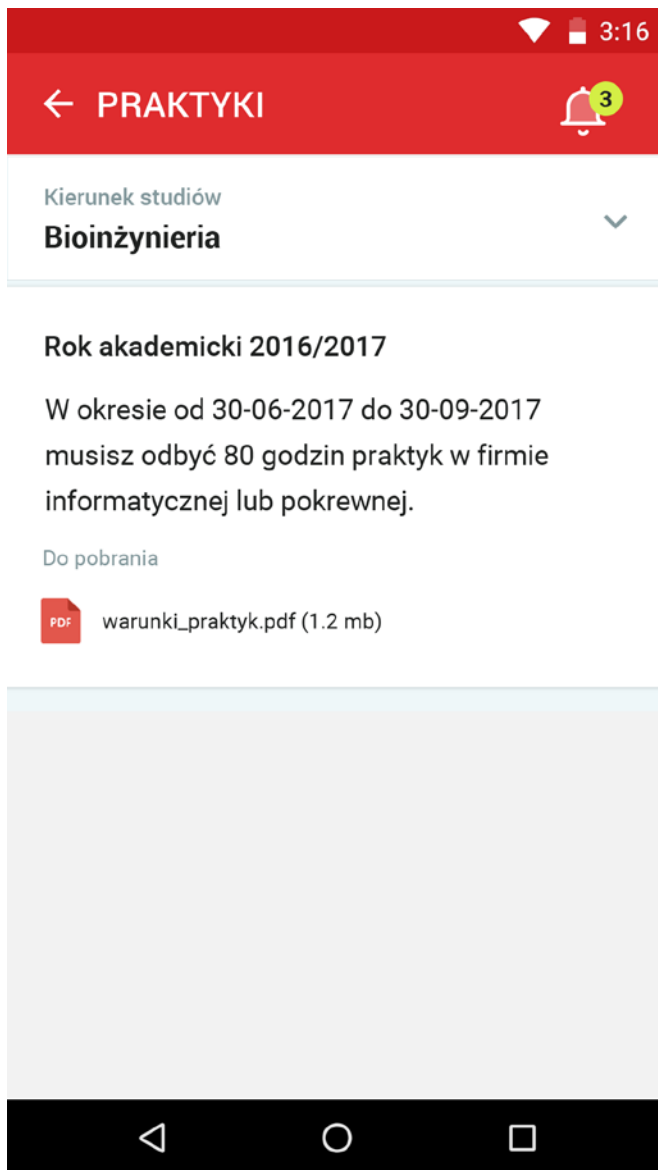 3:16
PRAKTYKI
3
Kierunek studiów
Bioinżynieria
Rok akademicki 2016/2017
W okresie od 30-06-2017 do 30-09-2017
musisz odbyć 80 godzin praktyk w firmie
informatycznej lub pokrewnej.
Do pobrania
PDF
warunki_praktyk.pdf (1.2 mb)